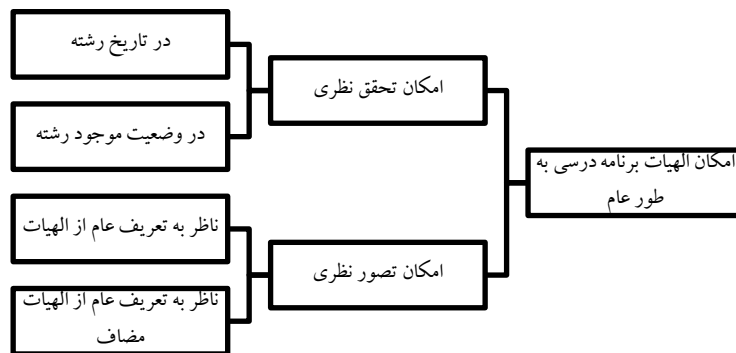 امکان الهیات برنامه درسی به
طور عام
امکان تحقق نظری
در تاریخ رشته
در وضعیت موجود رشته
امکان تصور نظری
ناظر به تعریف عام از الهیات
ناظر به تعریف عام از الهیات
مضاف